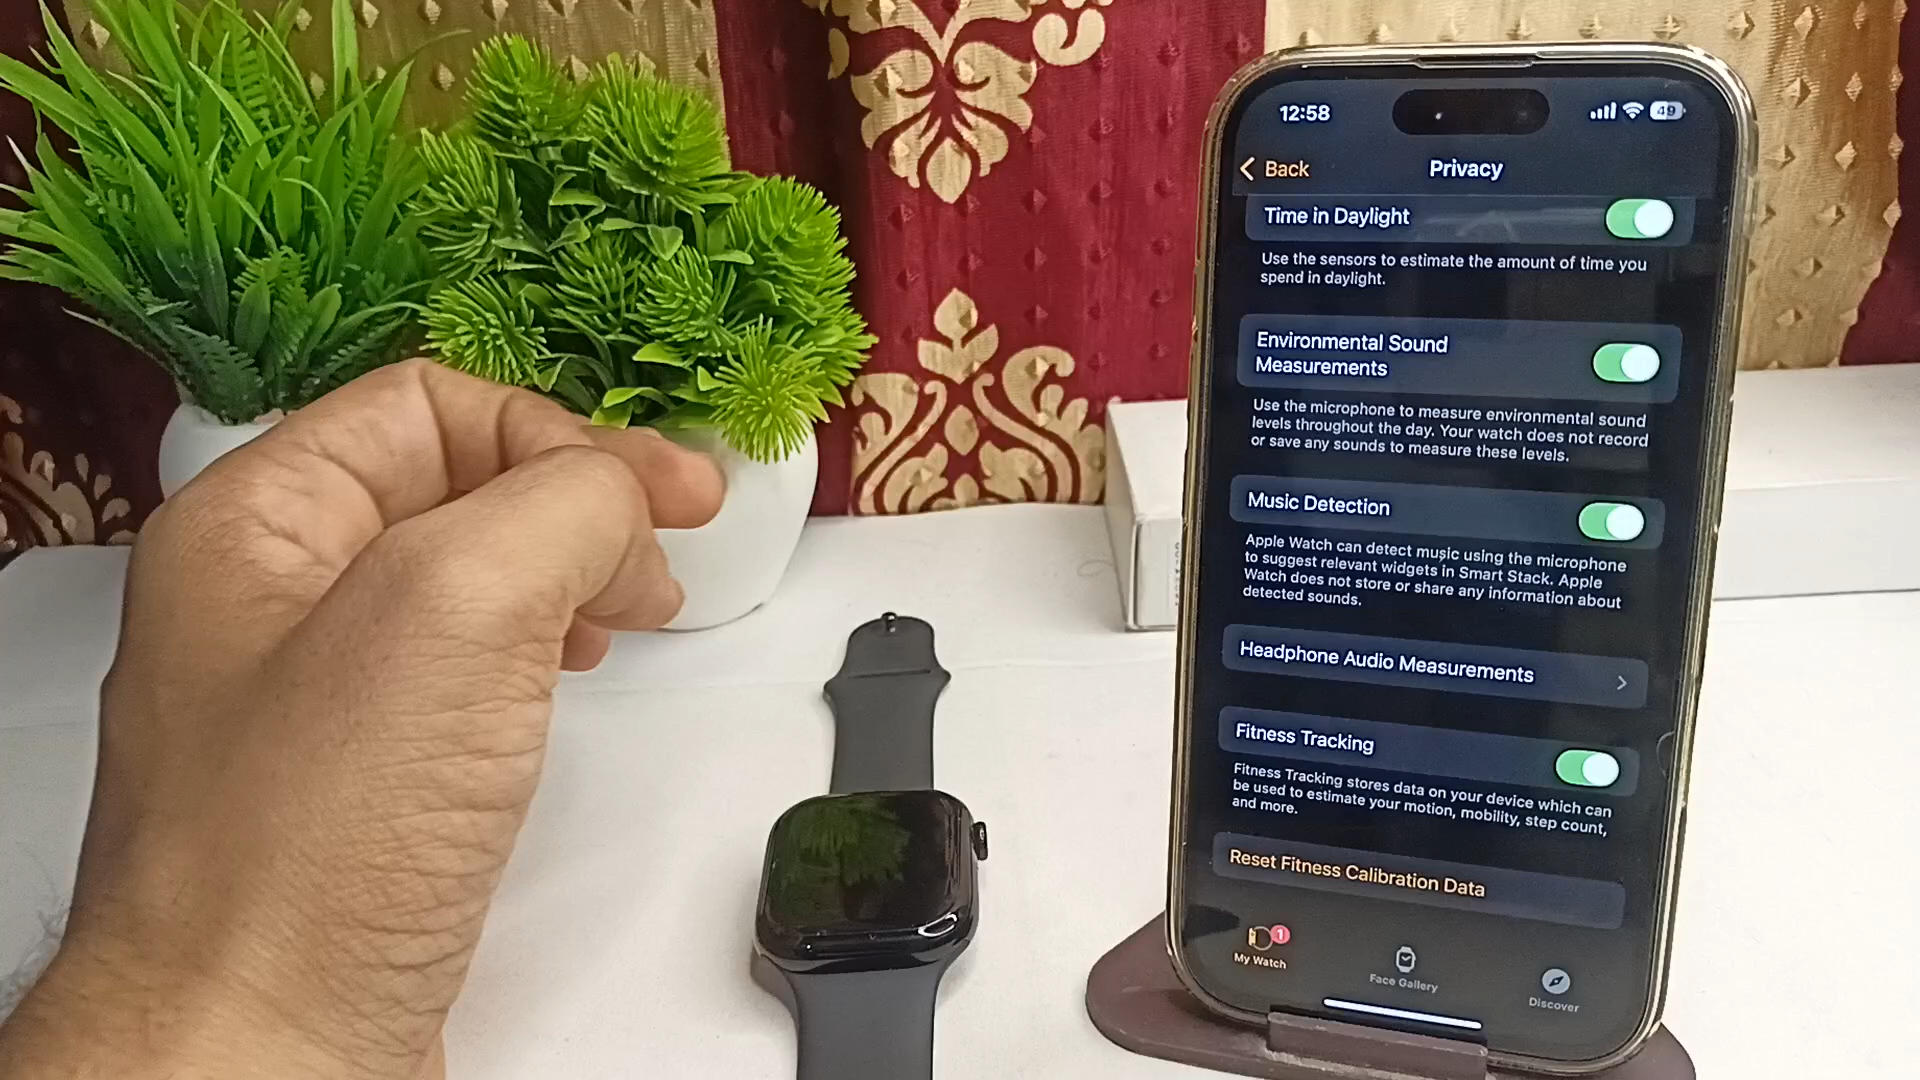 12:58
49
Back
Privacy
Time in Daylight
Use the sensors to estimate the amount of time you
spend in daylight.
Environmental Sound
Measurements
Use the microphone to measure environmental sound
levels throughout the day. Your watch does not record
or save any sounds to measure these levels.
Music Detection
Apple Watch can detect music using the microphone
to suggest relevant widgets in Smart Stack. Apple
Watch does not store or share any information about
detected sounds.
Headphone Audio Measurements
Fitness Tracking
Fitness Tracking stores data on your device which can
be used to estimate your motion, mobility, step count,
and more.
Reset Fitness Calibration Data
1
My Watch
Face Gallery
Discover